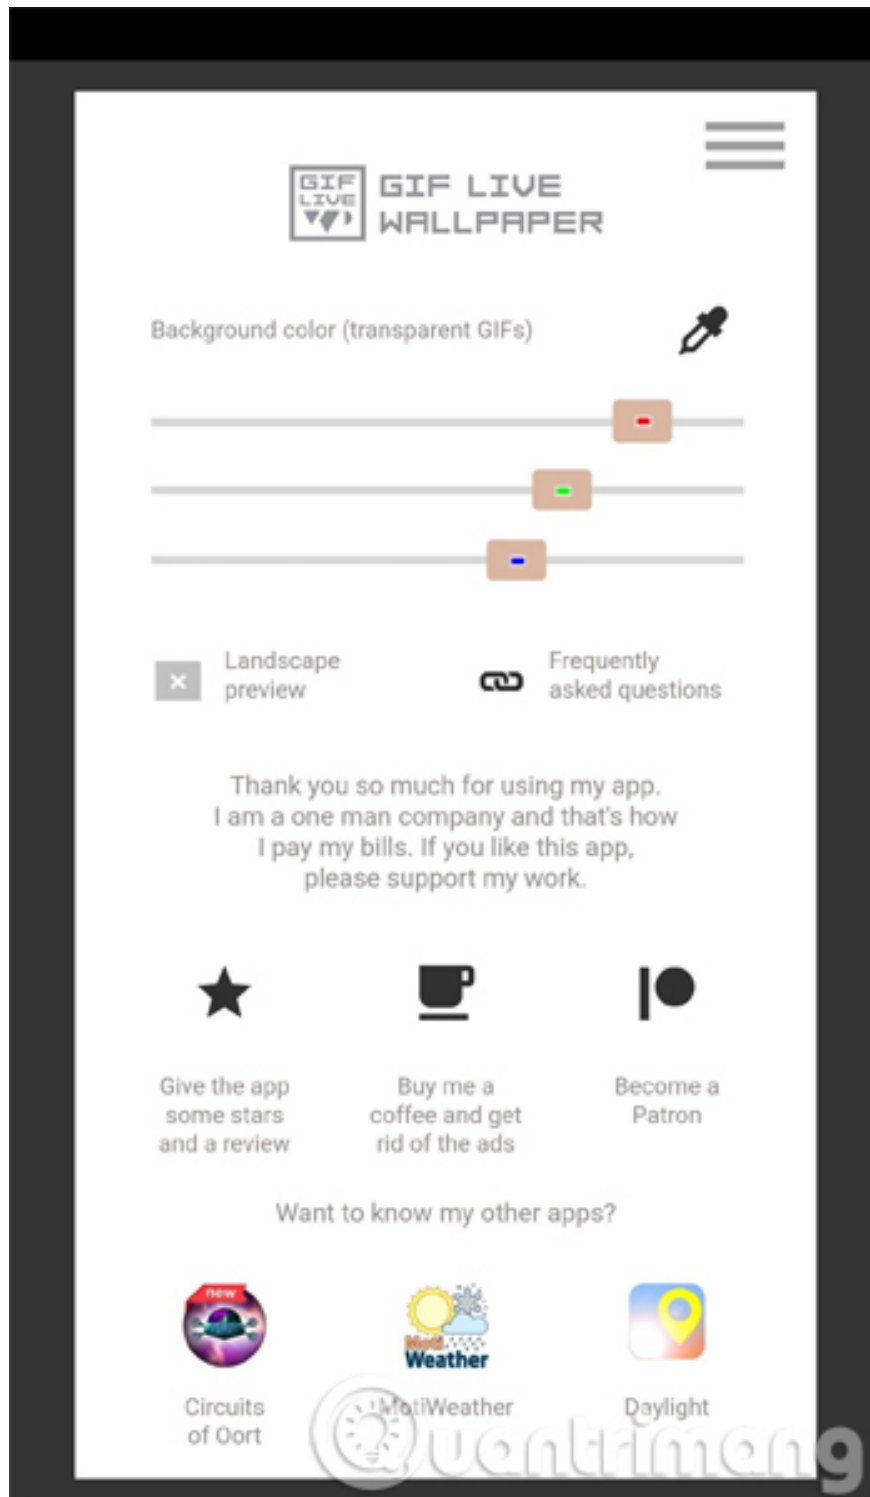 GIF
LIVE
GIF LIVE
WALLPAPER
Background color (transparent GIFs)
Landscape
preview
Frequently
asked questions
Thank you so much for using my app.
I am a one man company and that's how
I pay my bills. If you like this app,
please support my work.
Give the app
some stars
and a review
Buy me a
coffee and get
rid of the ads
Become a
Patron
Want to know my other apps?
new
Moti
Weather
Circuits
of Oort
MotiWeather
Daylight
Quantrimang